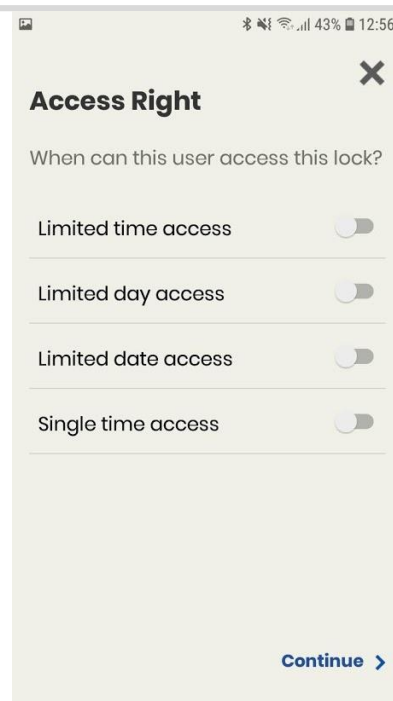 43% 12:56
Access Right
When can this user access this lock?
Limited time access
Limited day access
Limited date access
Single time access
Continue